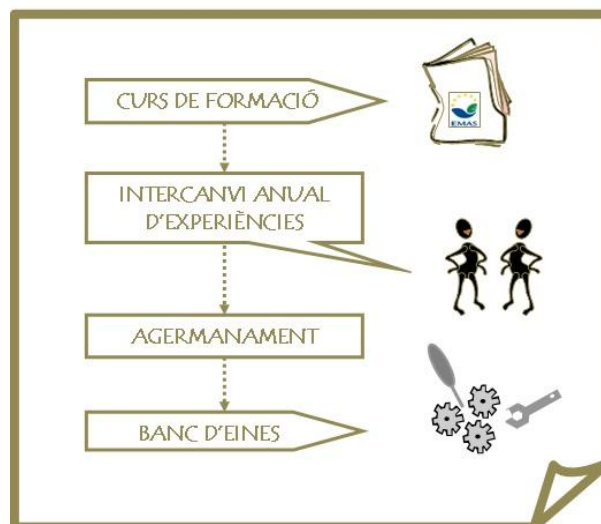 CURS DE FORMACIÓ
EMAS
INTERCANVI ANUAL
D'EXPERIÈNCIES
AGERMANAMENT
BANC D'EINES